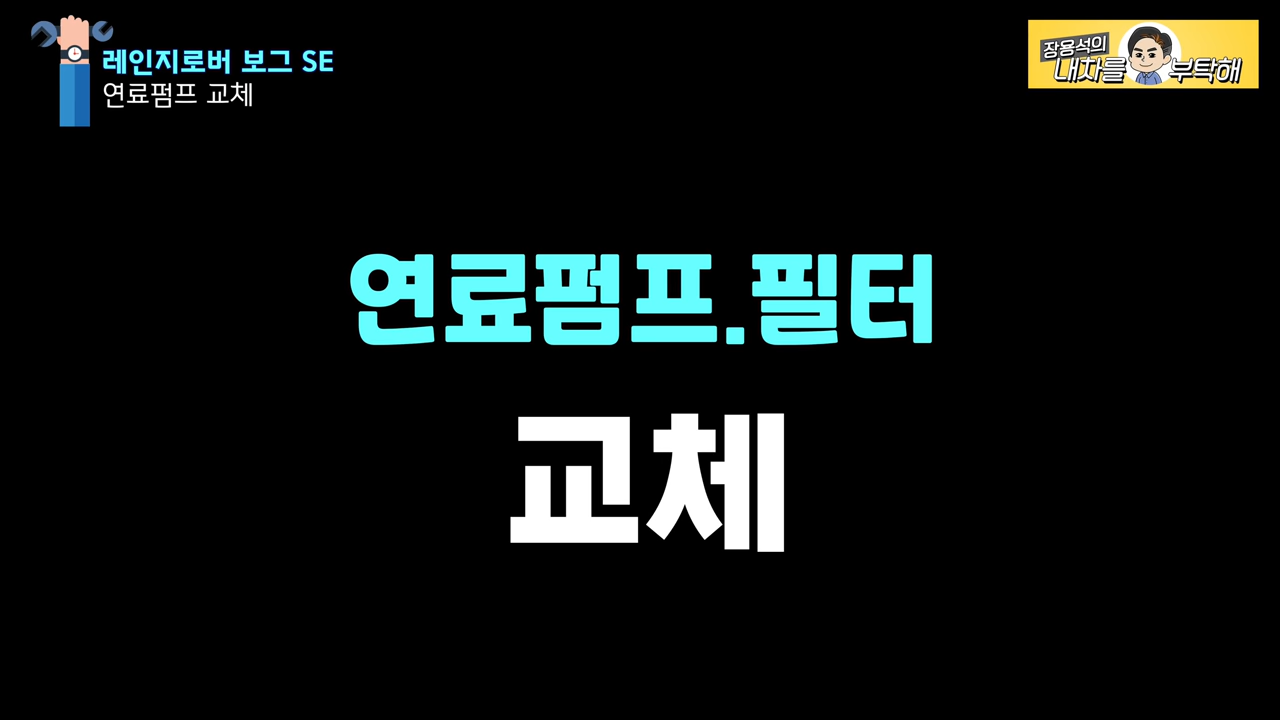 레인지로버 보그 SE
연료펌프 교체
장용석의
내차를 부탁해
연료펌프.필터
교체